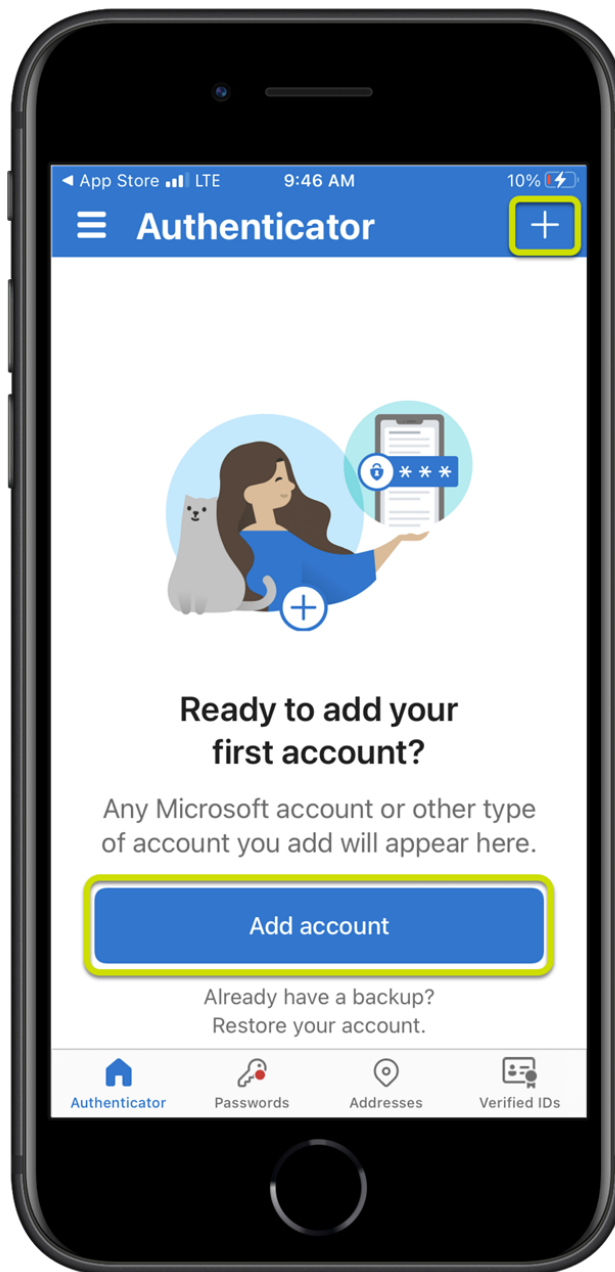 ◀ App Store LTE 9:46 AM 10%
Authenticator
* * *
Ready to add your
first account?
Any Microsoft account or other type
of account you add will appear here.
Add account
Already have a backup?
Restore your account.
Authenticator Passwords Addresses Verified IDs